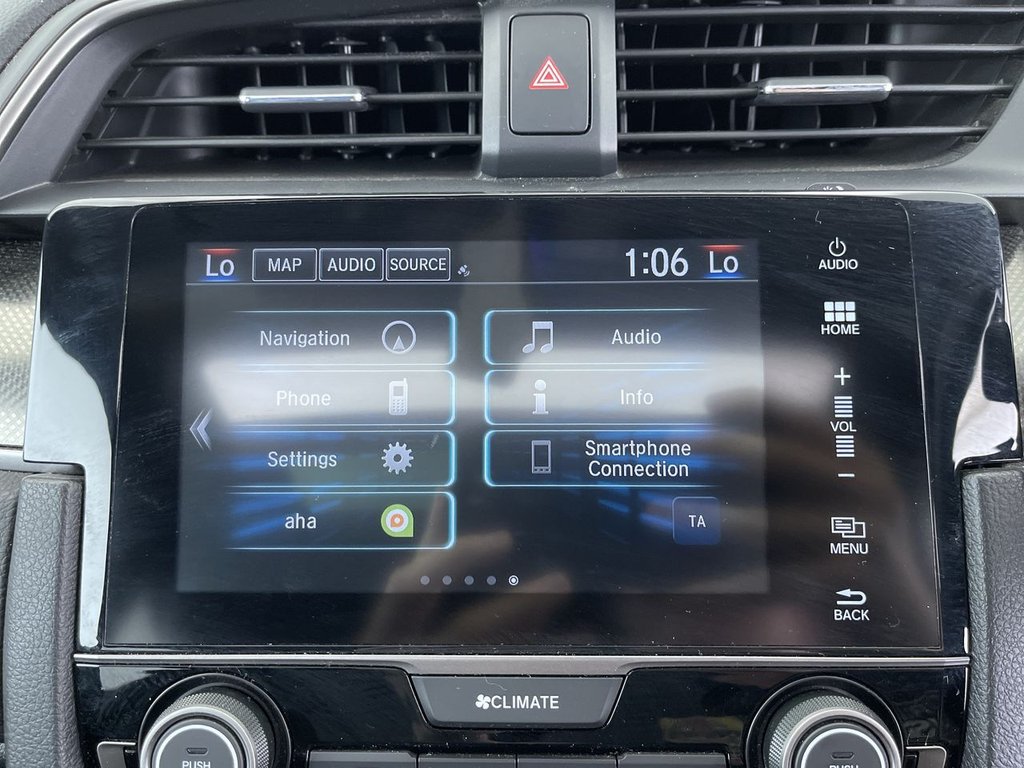 Lo MAP AUDIO SOURCE 1:06 Lo
AUDIO
HOME
Navigation Audio
Phone Info
VOL
Settings Smartphone
Connection
aha TA
MENU
BACK
CLIMATE
PUSH PUSH